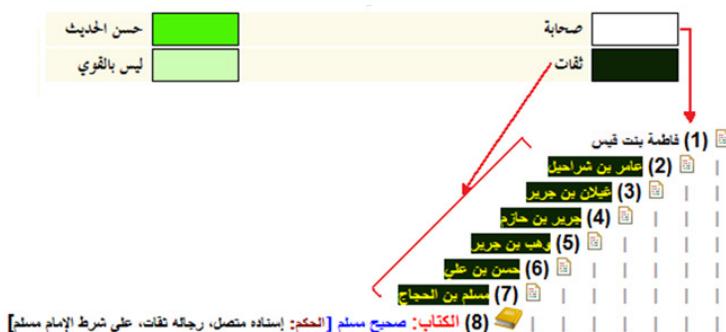 صحابة
حسن الحديث
ثقات
ليس بالقوي
(1) فاطمة بنت قيس
(2) عامر بن شراحيل
(3) غيلان بن جرير
(4) جرير بن حازم
(5) وهب بن جرير
(6) حسن بن علي
(7) مسلم بن الحجاج
(8) الكتاب: صحيح مسلم [الحكم: إسناده متصل، رجاله ثقات، على شرط الإمام مسلم]